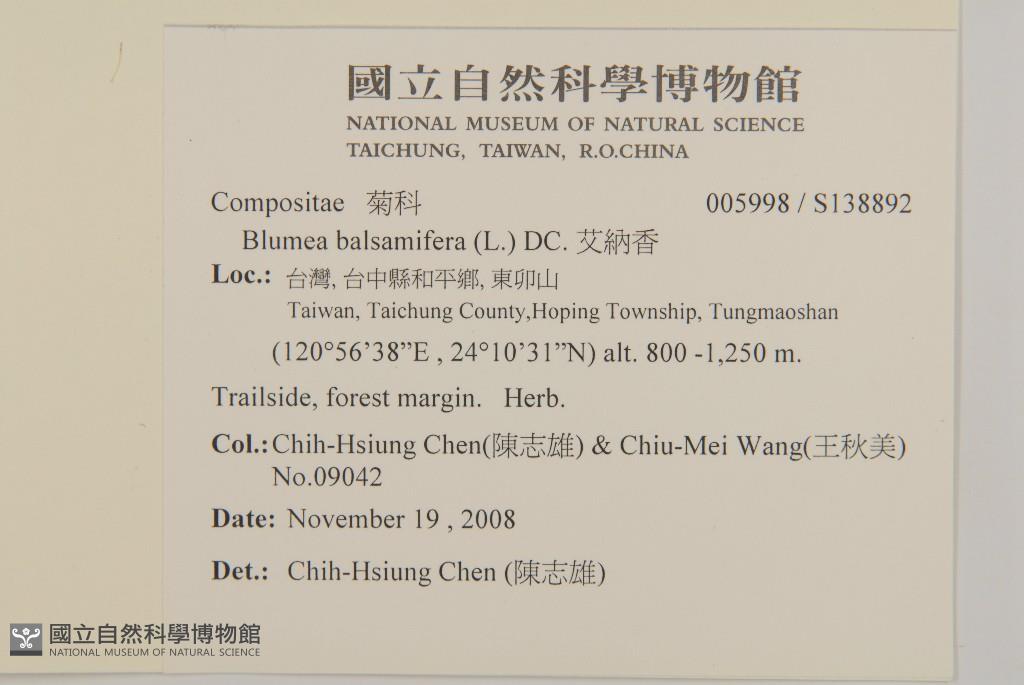 國立自然科學博物館
NATIONAL MUSEUM OF NATURAL SCIENCE
TAICHUNG, TAIWAN, R.O.CHINA
Compositae 菊科 005998 / S138892
Blumea balsamifera (L.) DC. 艾納香
Loc.: 台灣, 台中縣和平鄉, 東卯山
Taiwan, Taichung County,Hoping Township, Tungmaoshan
(120°56’38”E , 24°10’31”N) alt. 800 -1,250 m.
Trailside, forest margin. Herb.
Col.: Chih-Hsiung Chen(陳志雄) & Chiu-Mei Wang(王秋美)
No.09042
Date: November 19 , 2008
Det.: Chih-Hsiung Chen (陳志雄)
國立自然科學博物館
NATIONAL MUSEUM OF NATURAL SCIENCE